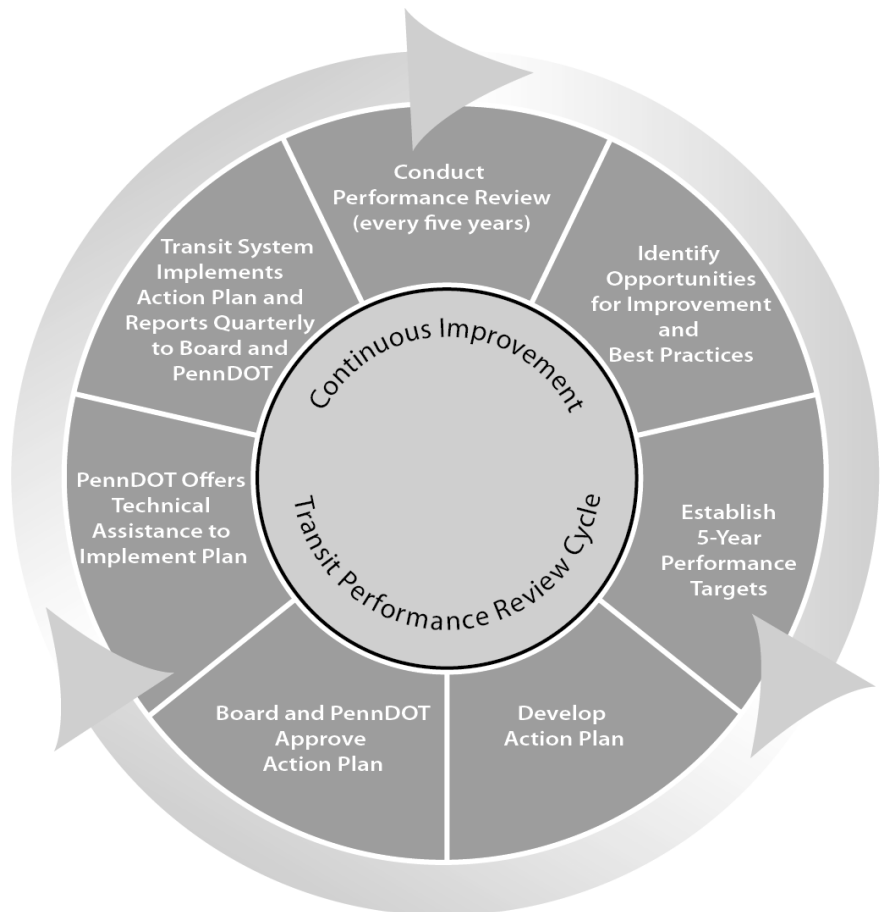 Conduct
Performance Review
(every five years)
Identify
Opportunities
for Improvement
and
Best Practices
Establish
5-Year
Performance
Targets
Develop
Action Plan
Board and PennDOT
Approve
Action Plan
PennDOT Offers
Technical
Assistance to
Implement Plan
Transit System
Implements
Action Plan and
Reports Quarterly
to Board and
PennDOT
Continuous Improvement
Transit Performance Review Cycle